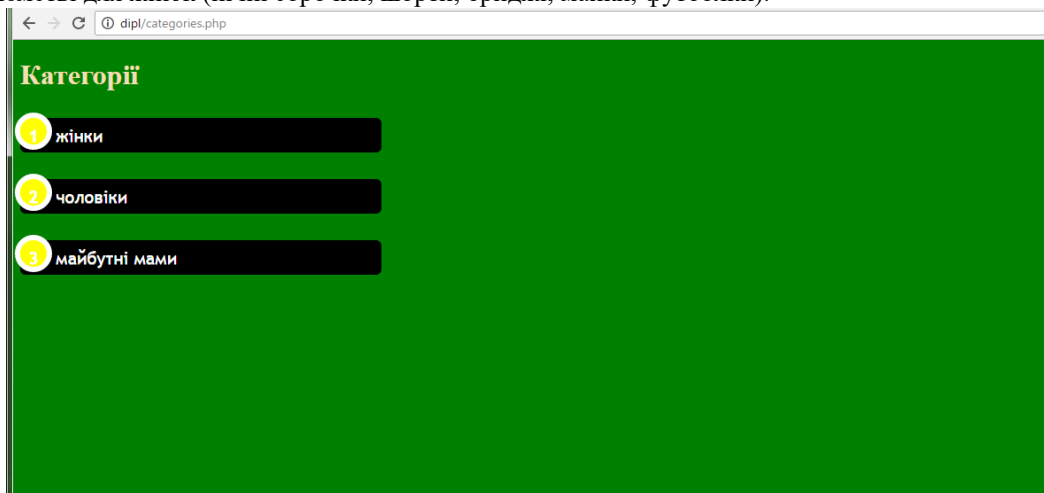 dipl/categories.php
Категорії
1 жінки
2 чоловіки
3 майбутні мами